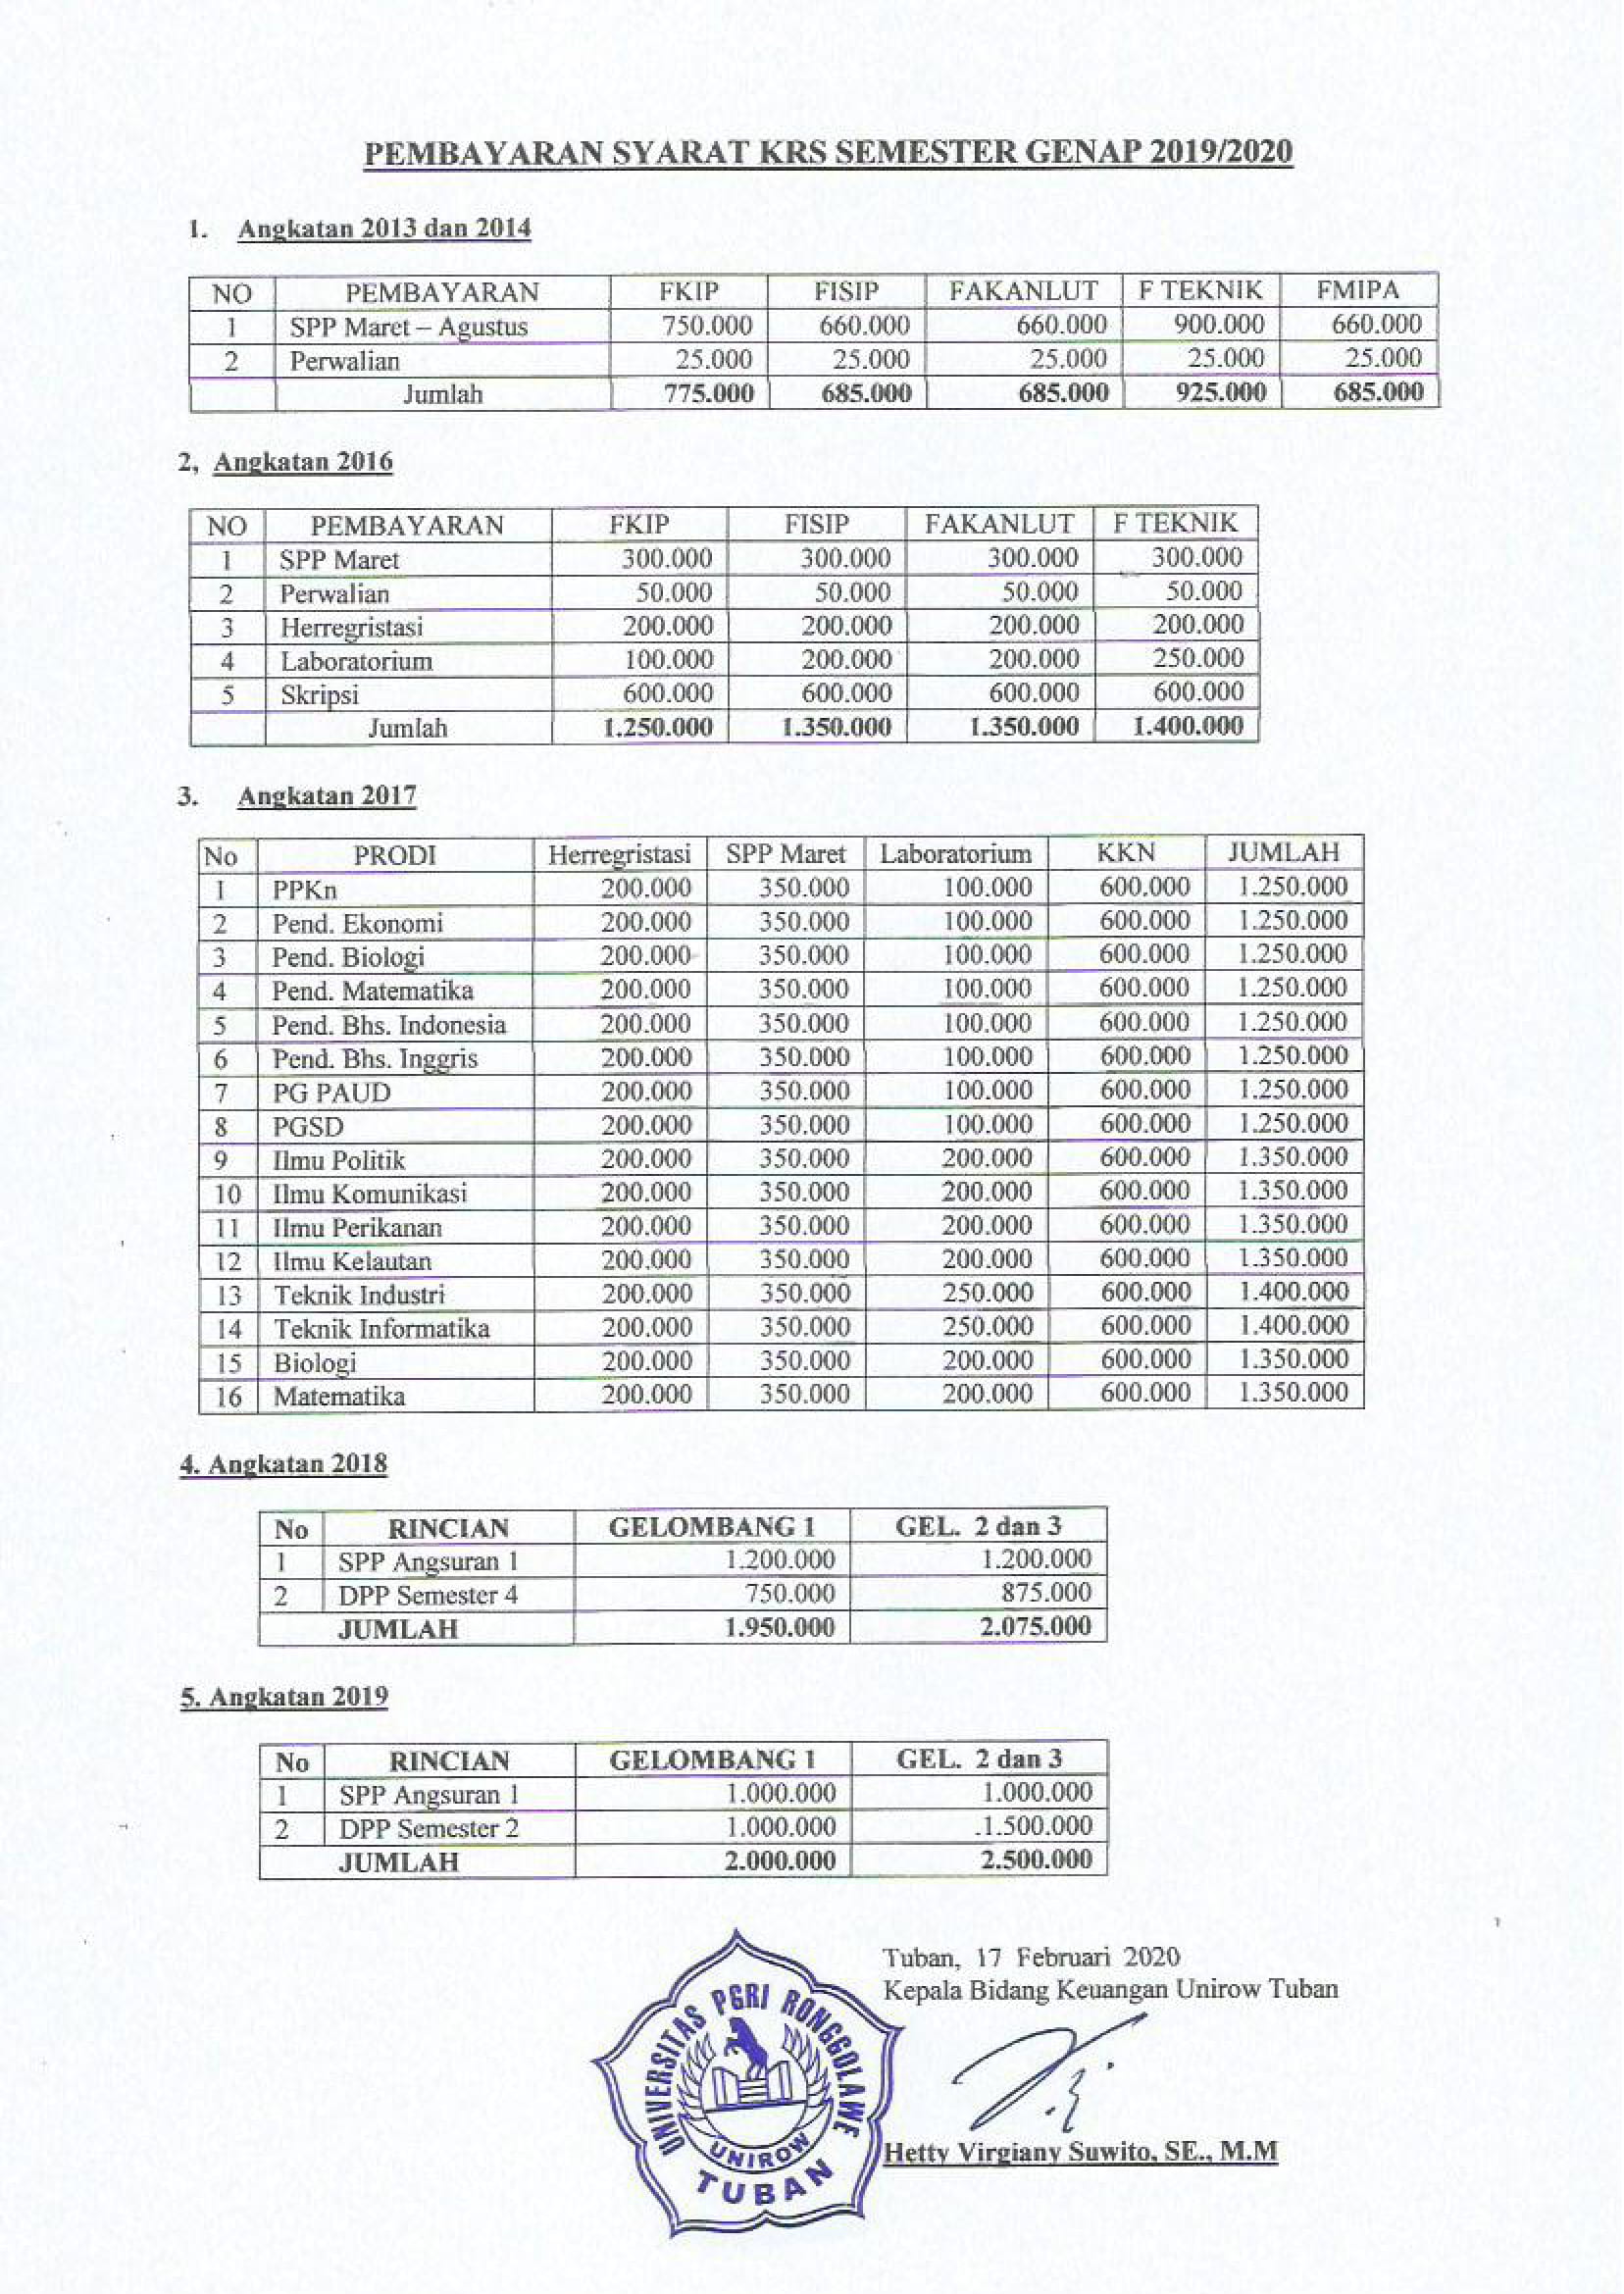 PEMBAYARAN SYARAT KRS SEMESTER GENAP 2019/2020
1. Angkatan 2013 dan 2014
NO PEMBAYARAN FKIP FISIP FAKANLUT F TEKNIK FMIPA
1 SPP Maret – Agustus 750.000 660.000 660.000 900.000 660.000
2 Perwalian 25.000 25.000 25.000 25.000 25.000
Jumlah 775.000 685.000 685.000 925.000 685.000
2, Angkatan 2016
NO PEMBAYARAN FKIP FISIP FAKANLUT F TEKNIK
1 SPP Maret 300.000 300.000 300.000 300.000
2 Perwalian 50.000 50.000 50.000 50.000
3 Herregristasi 200.000 200.000 200.000 200.000
4 Laboratorium 100.000 200.000 200.000 250.000
5 Skripsi 600.000 600.000 600.000 600.000
Jumlah 1.250.000 1.350.000 1.350.000 1.400.000
3. Angkatan 2017
No PRODI Herregristasi SPP Maret Laboratorium KKN JUMLAH
1 PPKn 200.000 350.000 100.000 600.000 1.250.000
2 Pend. Ekonomi 200.000 350.000 100.000 600.000 1.250.000
3 Pend. Biologi 200.000 350.000 100.000 600.000 1.250.000
4 Pend. Matematika 200.000 350.000 100.000 600.000 1.250.000
5 Pend. Bhs. Indonesia 200.000 350.000 100.000 600.000 1.250.000
6 Pend. Bhs. Inggris 200.000 350.000 100.000 600.000 1.250.000
7 PG PAUD 200.000 350.000 100.000 600.000 1.250.000
8 PGSD 200.000 350.000 100.000 600.000 1.250.000
9 Ilmu Politik 200.000 350.000 200.000 600.000 1.350.000
10 Ilmu Komunikasi 200.000 350.000 200.000 600.000 1.350.000
11 Ilmu Perikanan 200.000 350.000 200.000 600.000 1.350.000
12 Ilmu Kelautan 200.000 350.000 200.000 600.000 1.350.000
13 Teknik Industri 200.000 350.000 250.000 600.000 1.400.000
14 Teknik Informatika 200.000 350.000 250.000 600.000 1.400.000
15 Biologi 200.000 350.000 200.000 600.000 1.350.000
16 Matematika 200.000 350.000 200.000 600.000 1.350.000
4. Angkatan 2018
No RINCIAN GELOMBANG 1 GEL. 2 dan 3
1 SPP Angsuran 1 1.200.000 1.200.000
2 DPP Semester 4 750.000 875.000
JUMLAH 1.950.000 2.075.000
5. Angkatan 2019
No RINCIAN GELOMBANG 1 GEL. 2 dan 3
1 SPP Angsuran 1 1.000.000 1.000.000
2 DPP Semester 2 1.000.000 .1.500.000
JUMLAH 2.000.000 2.500.000
Tuban, 17 Februari 2020
Kepala Bidang Keuangan Unirow Tuban
UNIVERSITAS PGRI RONGGOLAWE
UNIROW
TUBAN
Hetty Virgiany Suwito, SE., M.M